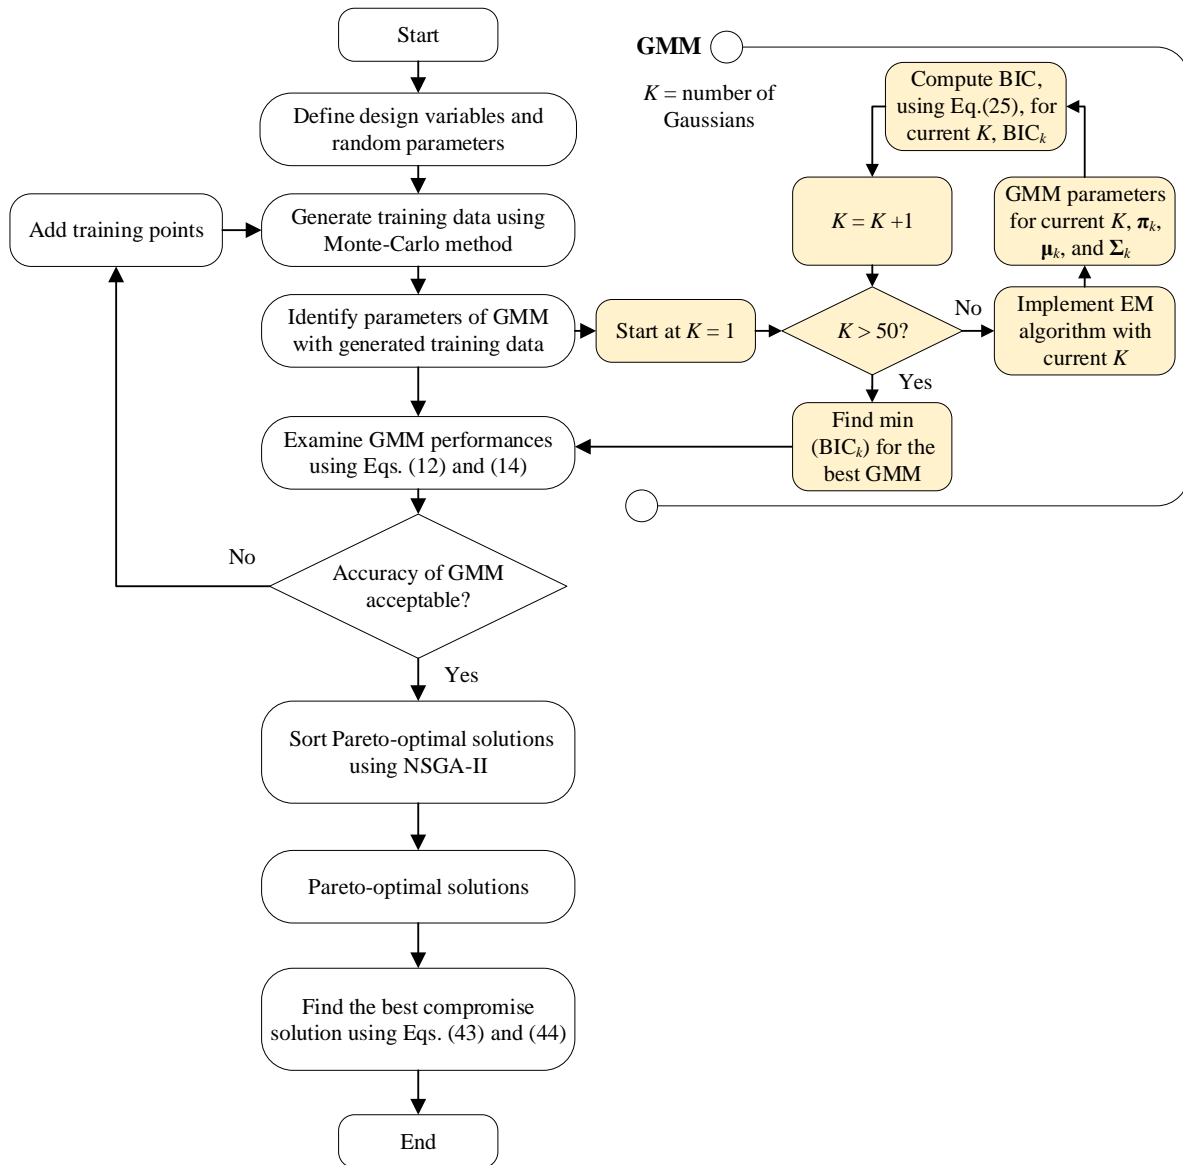 Start
Define design variables and
random parameters
Add training points
Generate training data using
Monte-Carlo method
Identify parameters of GMM
with generated training data
Examine GMM performances
using Eqs. (12) and (14)
No
Accuracy of GMM
acceptable?
Yes
Sort Pareto-optimal solutions
using NSGA-II
Pareto-optimal solutions
Find the best compromise
solution using Eqs. (43) and (44)
End
GMM
K = number of
Gaussians
Compute BIC,
using Eq.(25), for
current K, BICk
K = K +1
GMM parameters
for current K, πk,
μk, and Σk
Start at K = 1
K > 50?
No
Implement EM
algorithm with
current K
Yes
Find min
(BICk) for the
best GMM